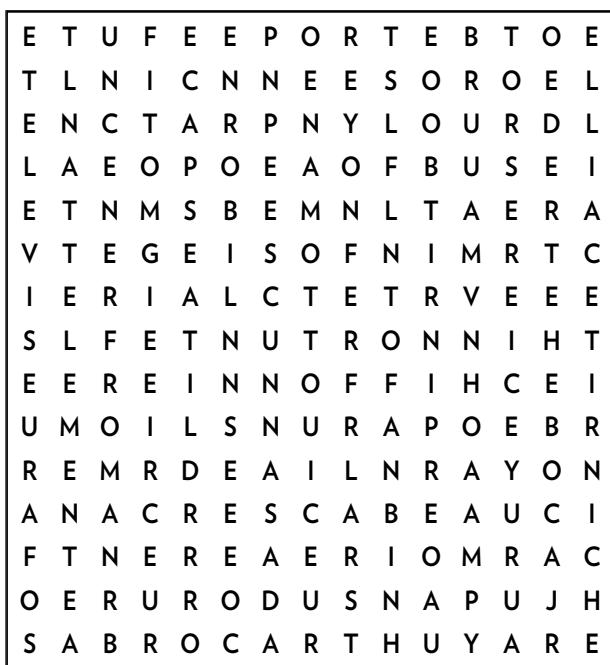 E T U F E E P O R T E B T O E
T L N I C N N E E S O R O E L
E N C T A R P N Y L O U R D L
L A E O P O E A O F B U S E I
E T N M S B E M N L T A E R A
V T E G E I S O F N I M R T C
I E R I A L C T E T R V E E E
S L F E T N U T R O N N I H T
E E R E I N N O F F I H C E I
U M O I L S N U R A P O E B R
R E M R D E A I L N R A Y O N
A N A C R E S C A B E A U C I
F T N E R E A E R I O M R A C
O E R U R O D U S N A P U J H
S A B R O C A R T H U Y A R E